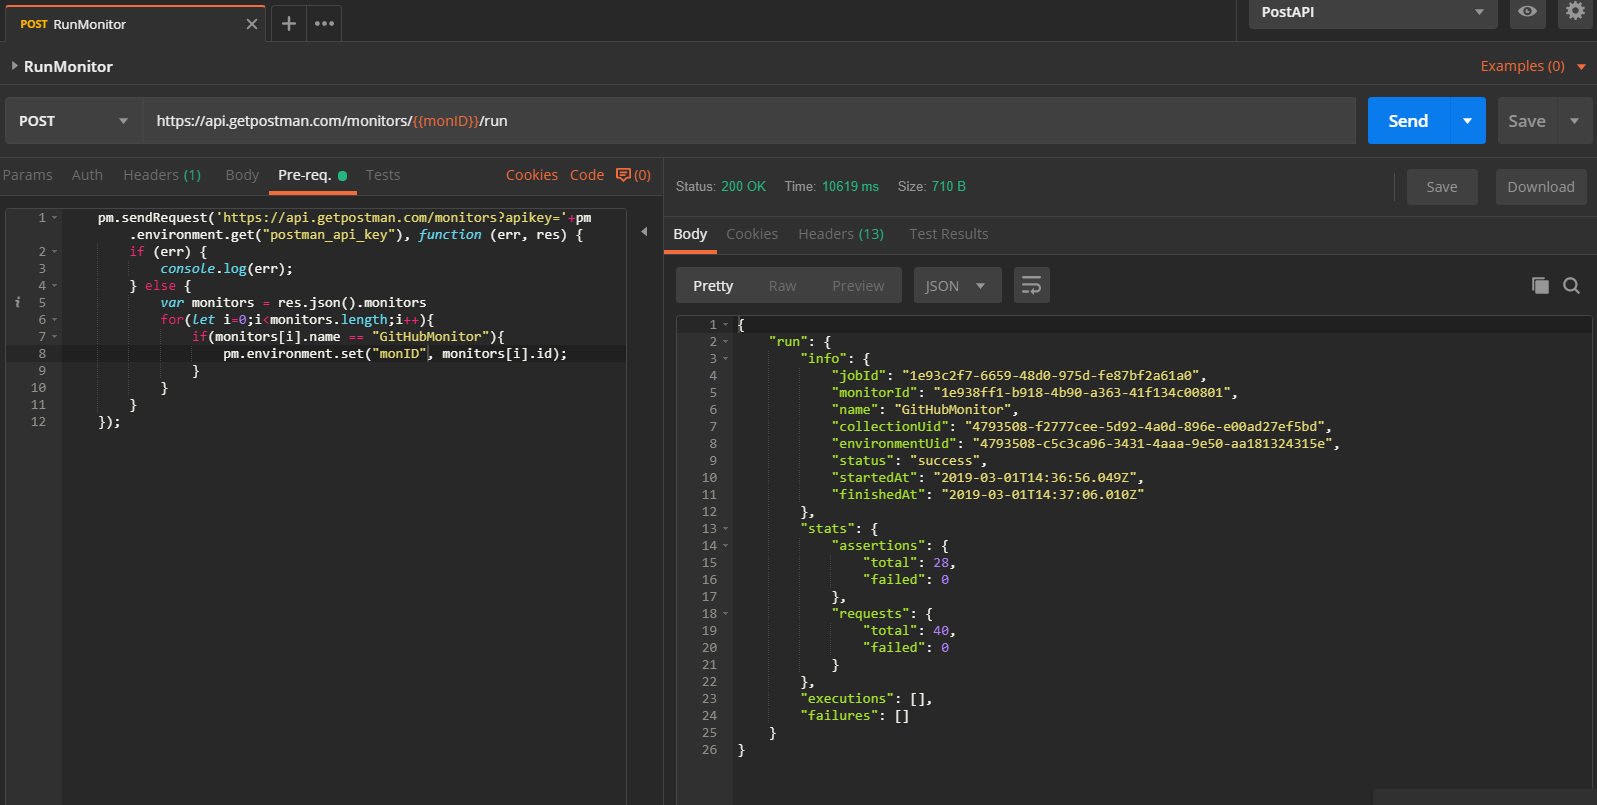 POST RunMonitor
PostAPI
RunMonitor
Examples (0)
POST https://api.getpostman.com/monitors/{{monID}}/run Send Save
Params Auth Headers (1) Body Pre-req. Tests Cookies Code (0)
1 pm.sendRequest('https://api.getpostman.com/monitors?apikey='+pm
.environment.get("postman_api_key"), function (err, res) {
2 if (err) {
3 console.log(err);
4 } else {
5 var monitors = res.json().monitors
6 for(let i=0;i<monitors.length;i++){
7 if(monitors[i].name == "GitHubMonitor"){
8 pm.environment.set("monID", monitors[i].id);
9 }
10 }
11 }
12 });
Status: 200 OK Time: 10619 ms Size: 710 B Save Download
Body Cookies Headers (13) Test Results
Pretty Raw Preview JSON
1 {
2 "run": {
3 "info": {
4 "jobId": "1e93c2f7-6659-48d0-975d-fe87bf2a61a0",
5 "monitorId": "1e938ff1-b918-4b90-a363-41f134c00801",
6 "name": "GitHubMonitor",
7 "collectionUid": "4793508-f2777cee-5d92-4a0d-896e-e00ad27ef5bd",
8 "environmentUid": "4793508-c5c3ca96-3431-4aaa-9e50-aa181324315e",
9 "status": "success",
10 "startedAt": "2019-03-01T14:36:56.049Z",
11 "finishedAt": "2019-03-01T14:37:06.010Z"
12 },
13 "stats": {
14 "assertions": {
15 "total": 28,
16 "failed": 0
17 },
18 "requests": {
19 "total": 40,
20 "failed": 0
21 }
22 },
23 "executions": [],
24 "failures": []
25 }
26 }